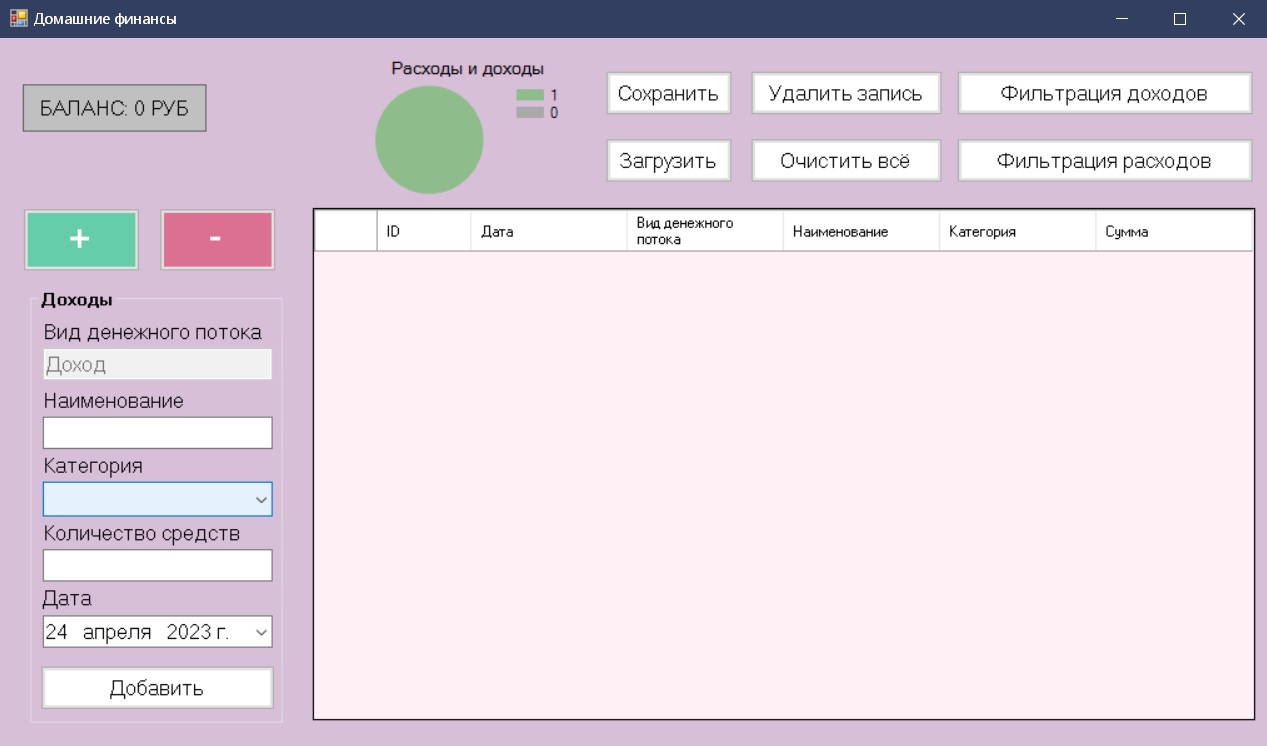 Домашние финансы
БАЛАНС: 0 РУБ
Расходы и доходы
1
0
Сохранить
Удалить запись
Фильтрация доходов
Загрузить
Очистить всё
Фильтрация расходов
+
-
ID
Дата
Вид денежного
потока
Наименование
Категория
Сумма
Доходы
Вид денежного потока
Доход
Наименование
Категория
Количество средств
Дата
24 апреля 2023 г.
Добавить